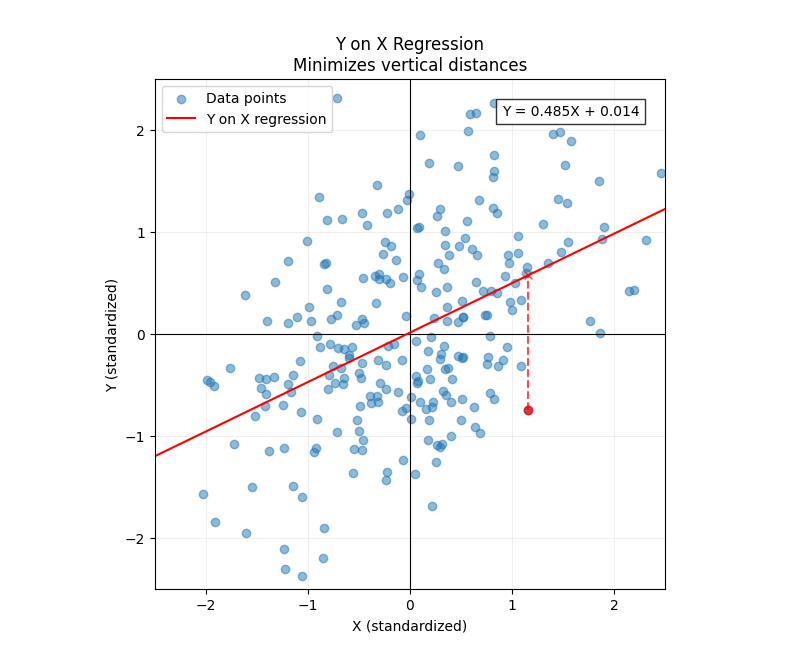 Y on X Regression
Minimizes vertical distances
Data points
Y on X regression
Y = 0.485X + 0.014
2
1
0
−1
−2
Y (standardized)
−2
−1
0
1
2
X (standardized)